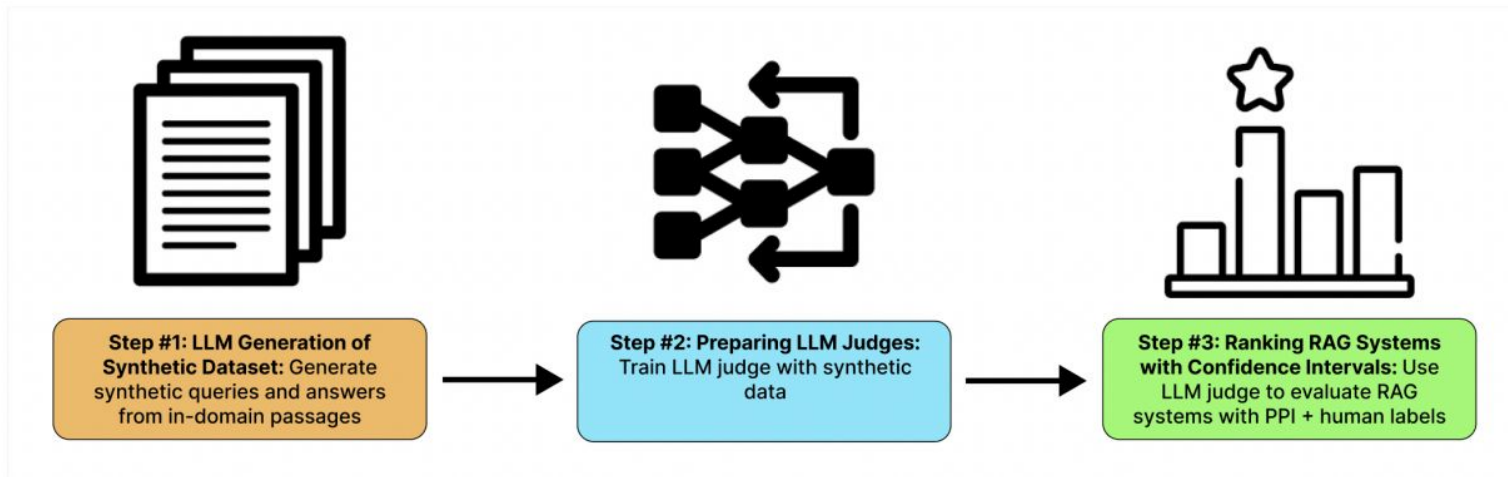 Step #1: LLM Generation of
Synthetic Dataset: Generate
synthetic queries and answers
from in-domain passages
Step #2: Preparing LLM Judges:
Train LLM judge with synthetic
data
Step #3: Ranking RAG Systems
with Confidence Intervals: Use
LLM judge to evaluate RAG
systems with PPI + human labels